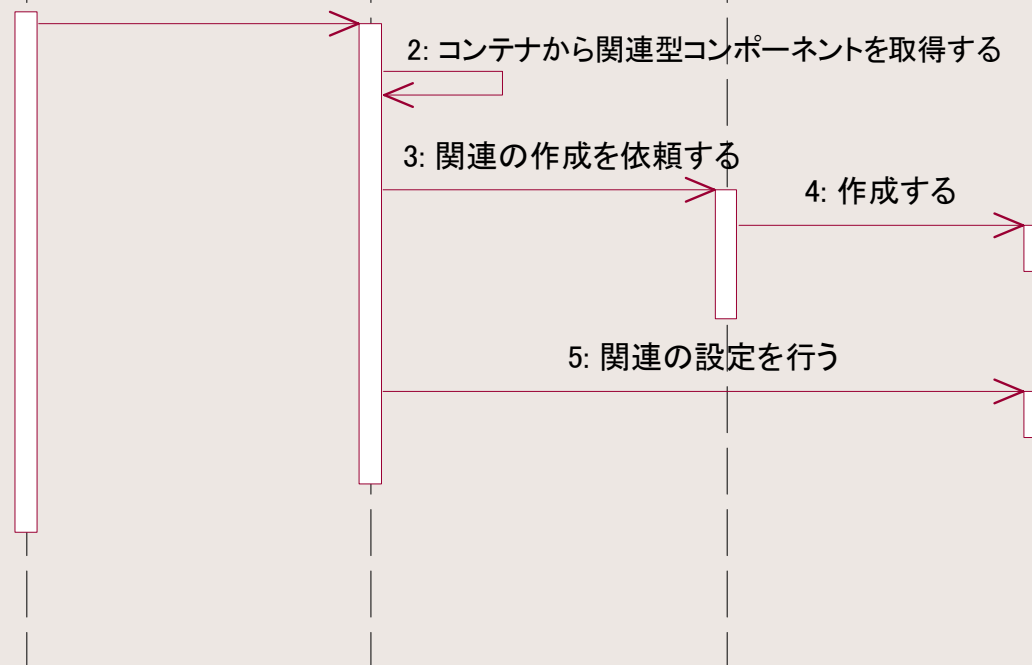 2: コンテナから関連型コンポーネントを取得する
3: 関連の作成を依頼する
4: 作成する
5: 関連の設定を行う